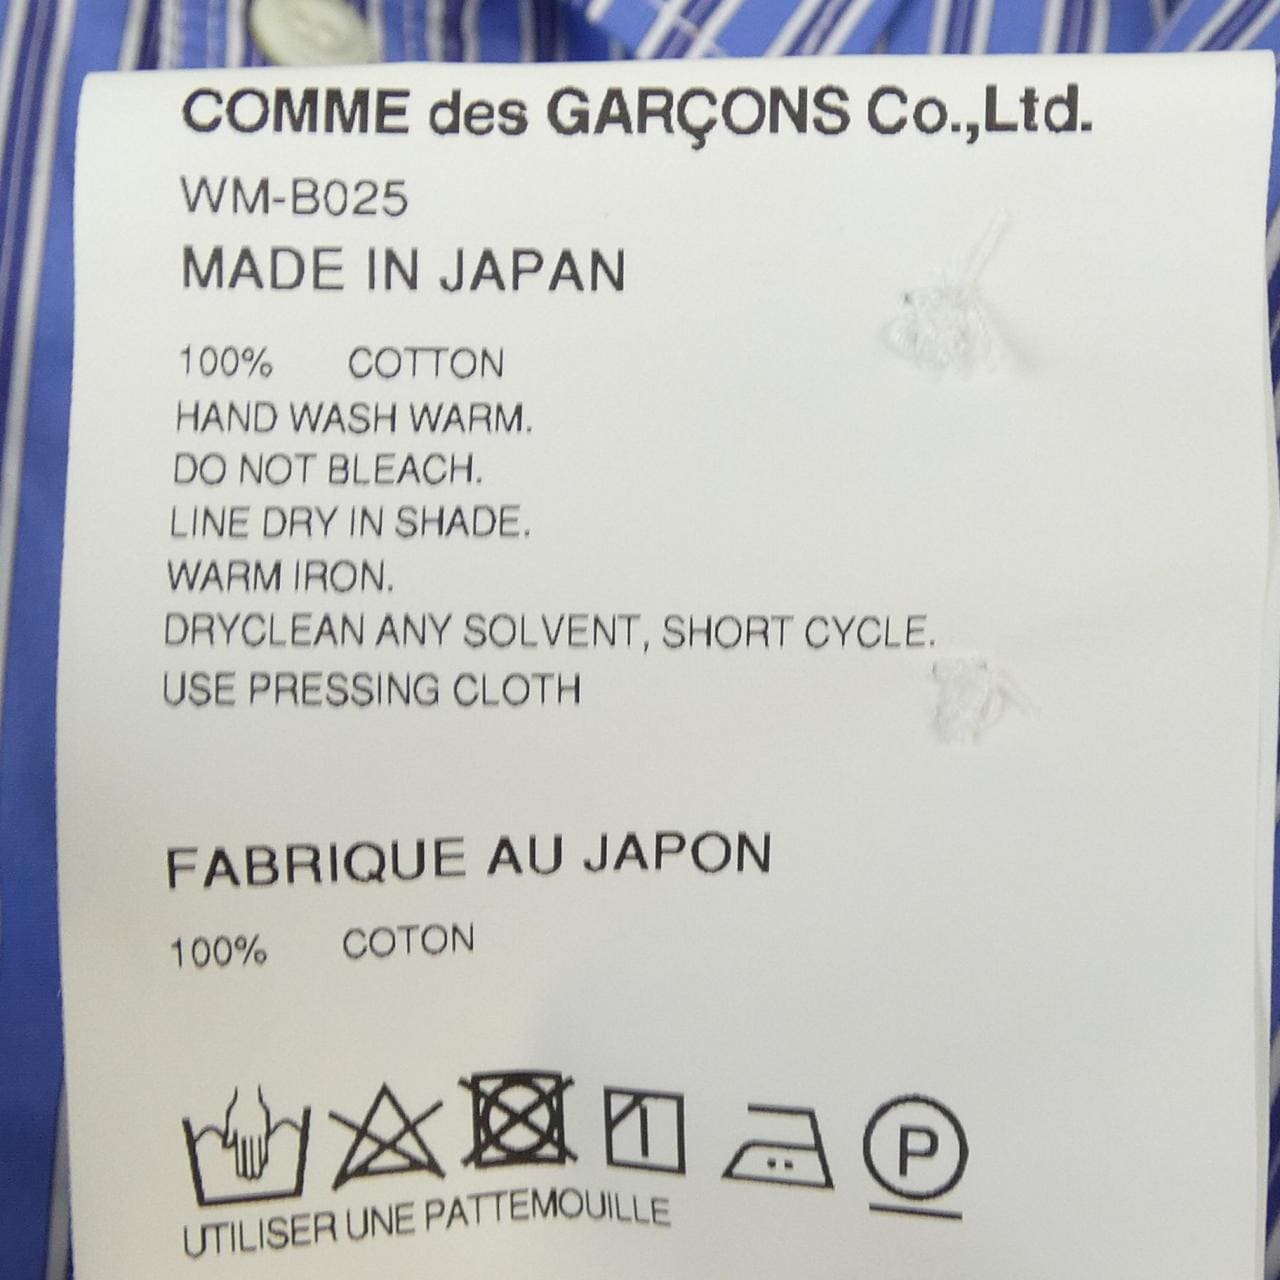 COMME des GARÇONS Co.,Ltd.
WM-B025
MADE IN JAPAN
100% COTTON
HAND WASH WARM.
DO NOT BLEACH.
LINE DRY IN SHADE.
WARM IRON.
DRYCLEAN ANY SOLVENT, SHORT CYCLE.
USE PRESSING CLOTH
FABRIQUE AU JAPON
100% COTON
P
UTILISER UNE PATTEMOUILLE